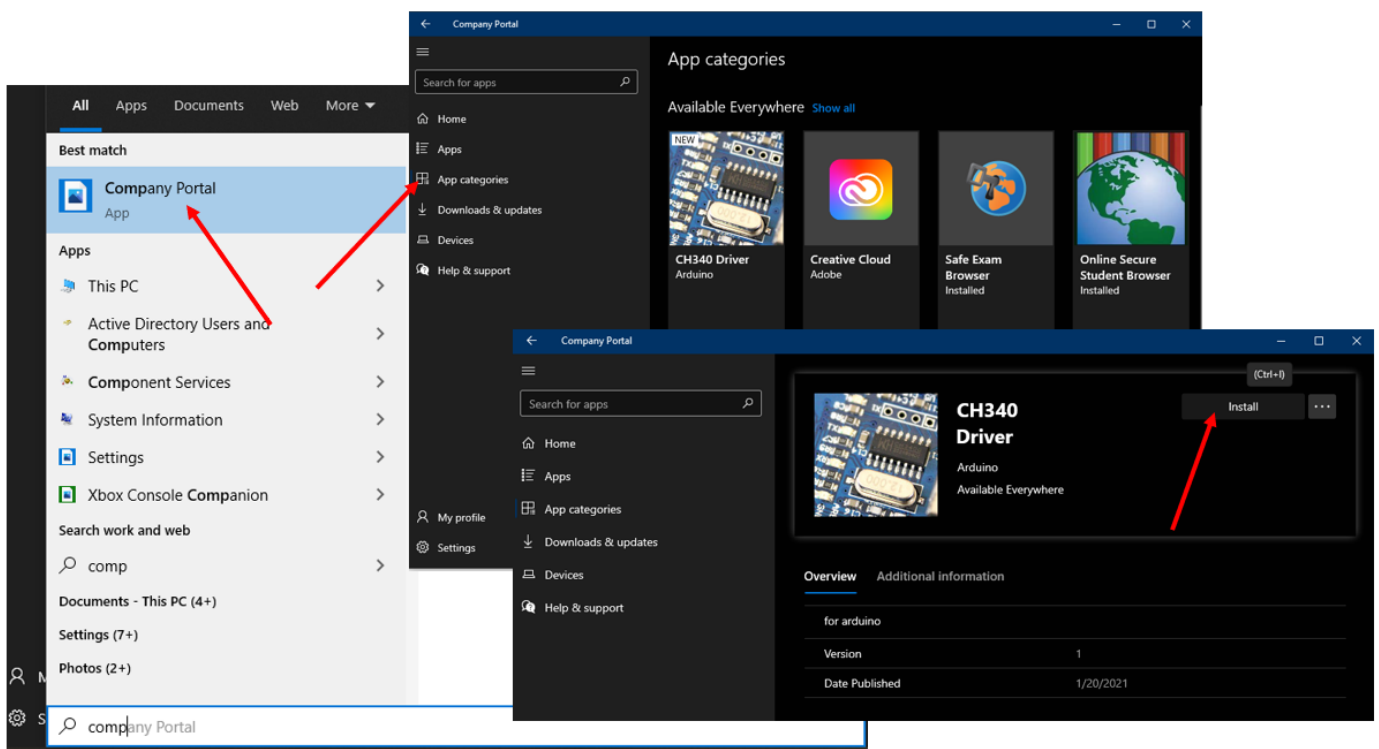 All Apps Documents Web More
Best match
Company Portal
App
Apps
This PC
Active Directory Users and
Computers
Component Services
System Information
Settings
Xbox Console Companion
Search work and web
comp
Documents - This PC (4+)
Settings (7+)
Photos (2+)
M
S
company Portal
Company Portal
Search for apps
Home
Apps
App categories
Downloads & updates
Devices
Help & support
My profile
Settings
App categories
Available Everywhere Show all
NEW
CH340 Driver
Arduino
Creative Cloud
Adobe
Safe Exam
Browser
Installed
Online Secure
Student Browser
Installed
Company Portal
Search for apps
Home
Apps
App categories
Downloads & updates
Devices
Help & support
(Ctrl+I)
CH340
Driver
Install
Arduino
Available Everywhere
Overview Additional information
for arduino
Version 1
Date Published 1/20/2021